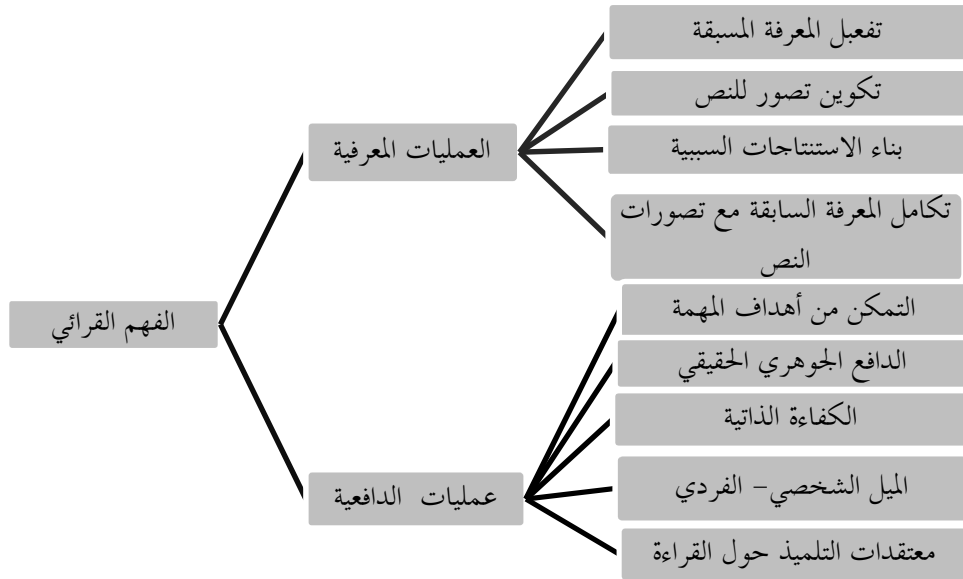 تفعبل المعرفة المسبقة
تكوين تصور للنص
العمليات المعرفية
بناء الاستنتاجات السببية
تكامل المعرفة السابقة مع تصورات
النص
الفهم القرائي
التمكن من أهداف المهمة
الدافع الجوهري الحقيقي
الكفاءة الذاتية
عمليات الدافعية
الميل الشخصي– الفردي
معتقدات التلميذ حول القراءة